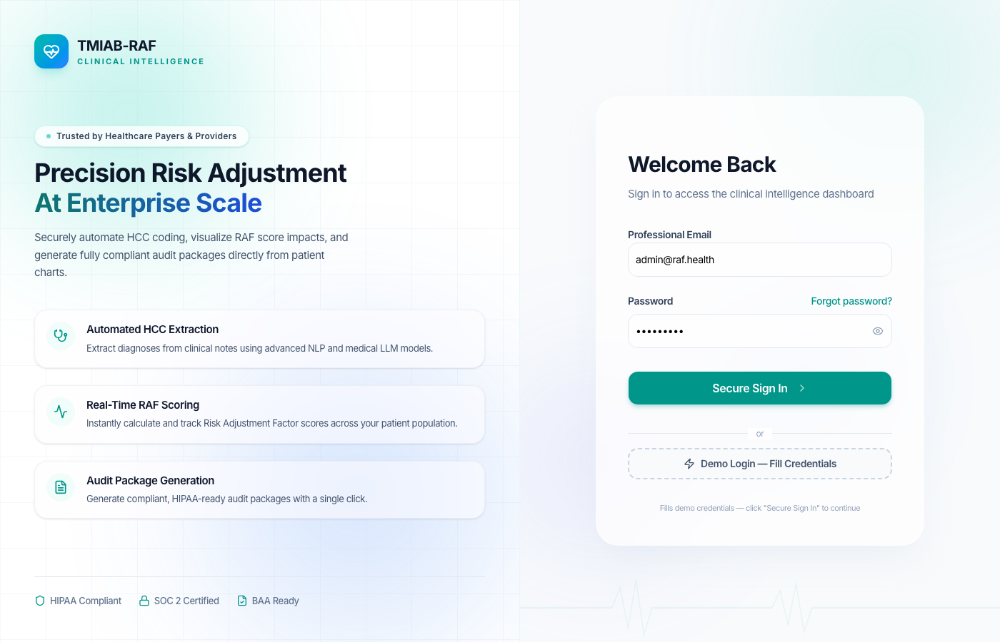 TMIAB-RAF
CLINICAL INTELLIGENCE
Trusted by Healthcare Payers & Providers
Precision Risk Adjustment
At Enterprise Scale
Securely automate HCC coding, visualize RAF score impacts, and
generate fully compliant audit packages directly from patient
charts.
Automated HCC Extraction
Extract diagnoses from clinical notes using advanced NLP and medical LLM models.
Real-Time RAF Scoring
Instantly calculate and track Risk Adjustment Factor scores across your patient population.
Audit Package Generation
Generate compliant, HIPAA-ready audit packages with a single click.
HIPAA Compliant
SOC 2 Certified
BAA Ready
Welcome Back
Sign in to access the clinical intelligence dashboard
Professional Email
admin@raf.health
Password
Forgot password?
•••••••••
Secure Sign In
or
Demo Login — Fill Credentials
Fills demo credentials — click "Secure Sign In" to continue